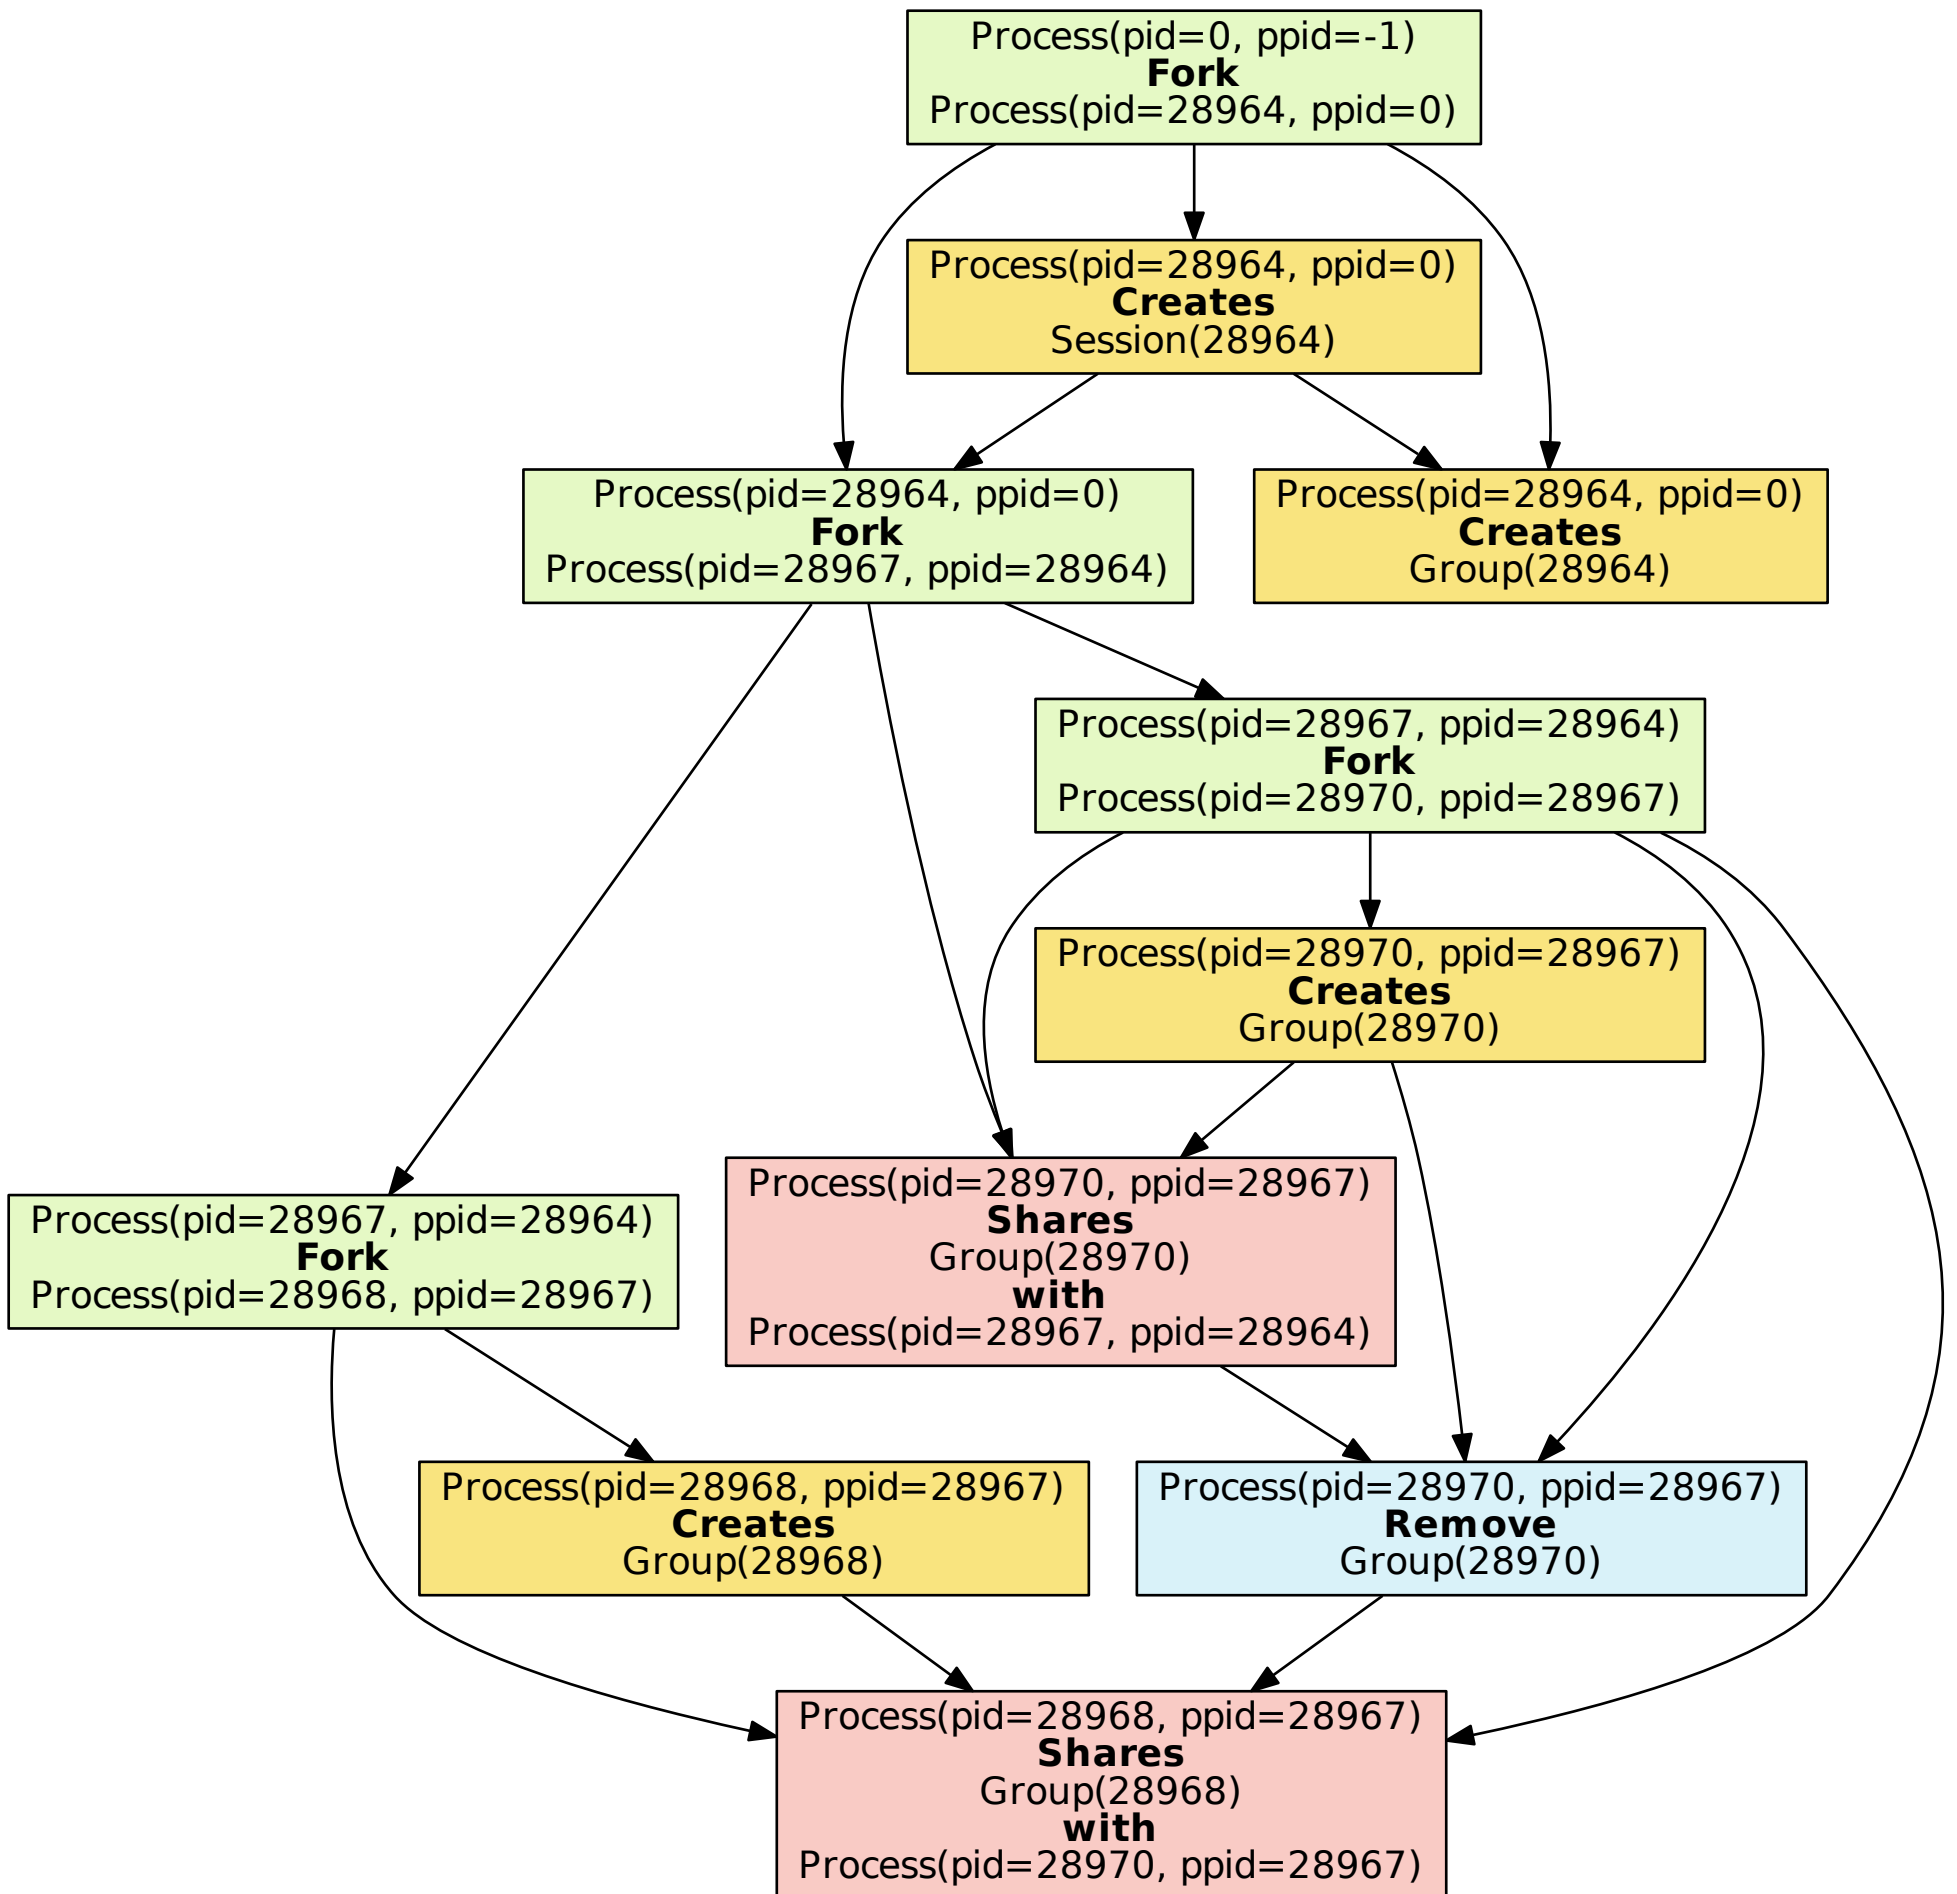 Process(pid=0, ppid=-1)
Fork
Process(pid=28964, ppid=0)
Process(pid=28964, ppid=0)
Creates
Session(28964)
Process(pid=28964, ppid=0)
Fork
Process(pid=28967, ppid=28964)
Process(pid=28964, ppid=0)
Creates
Group(28964)
Process(pid=28967, ppid=28964)
Fork
Process(pid=28970, ppid=28967)
Process(pid=28970, ppid=28967)
Creates
Group(28970)
Process(pid=28967, ppid=28964)
Fork
Process(pid=28968, ppid=28967)
Process(pid=28970, ppid=28967)
Shares
Group(28970)
with
Process(pid=28967, ppid=28964)
Process(pid=28968, ppid=28967)
Creates
Group(28968)
Process(pid=28970, ppid=28967)
Remove
Group(28970)
Process(pid=28968, ppid=28967)
Shares
Group(28968)
with
Process(pid=28970, ppid=28967)